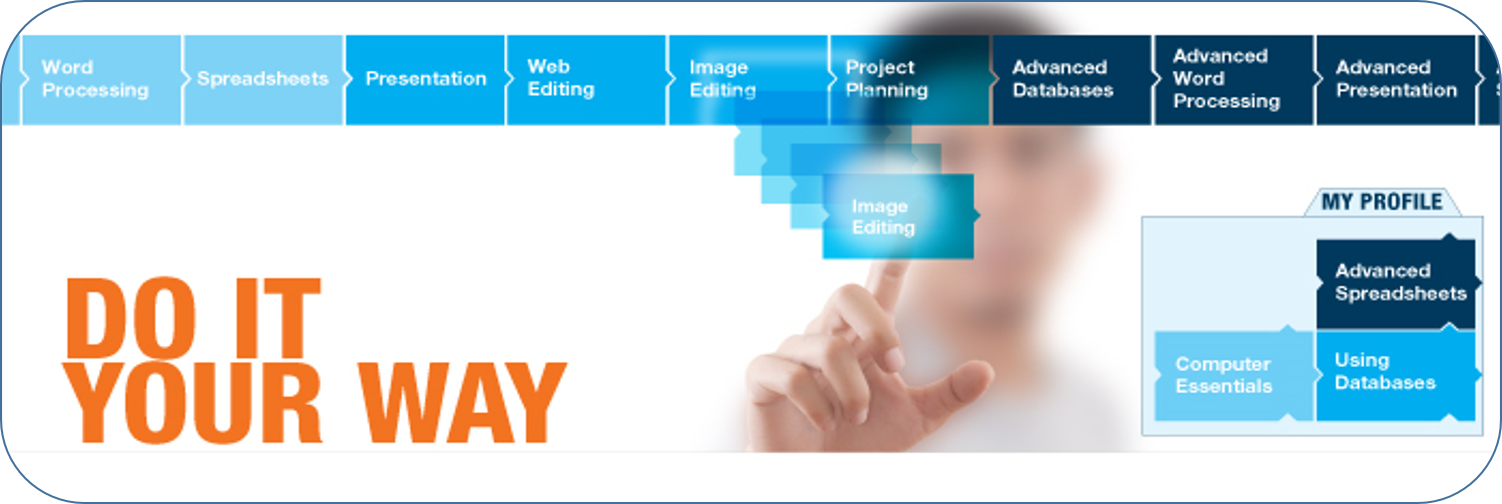 Word
Processing
Spreadsheets
Presentation
Web
Editing
Image
Editing
Project
Planning
Advanced
Databases
Advanced
Word
Processing
Advanced
Presentation
Image
Editing
DO IT
YOUR WAY
MY PROFILE
Advanced
Spreadsheets
Computer
Essentials
Using
Databases